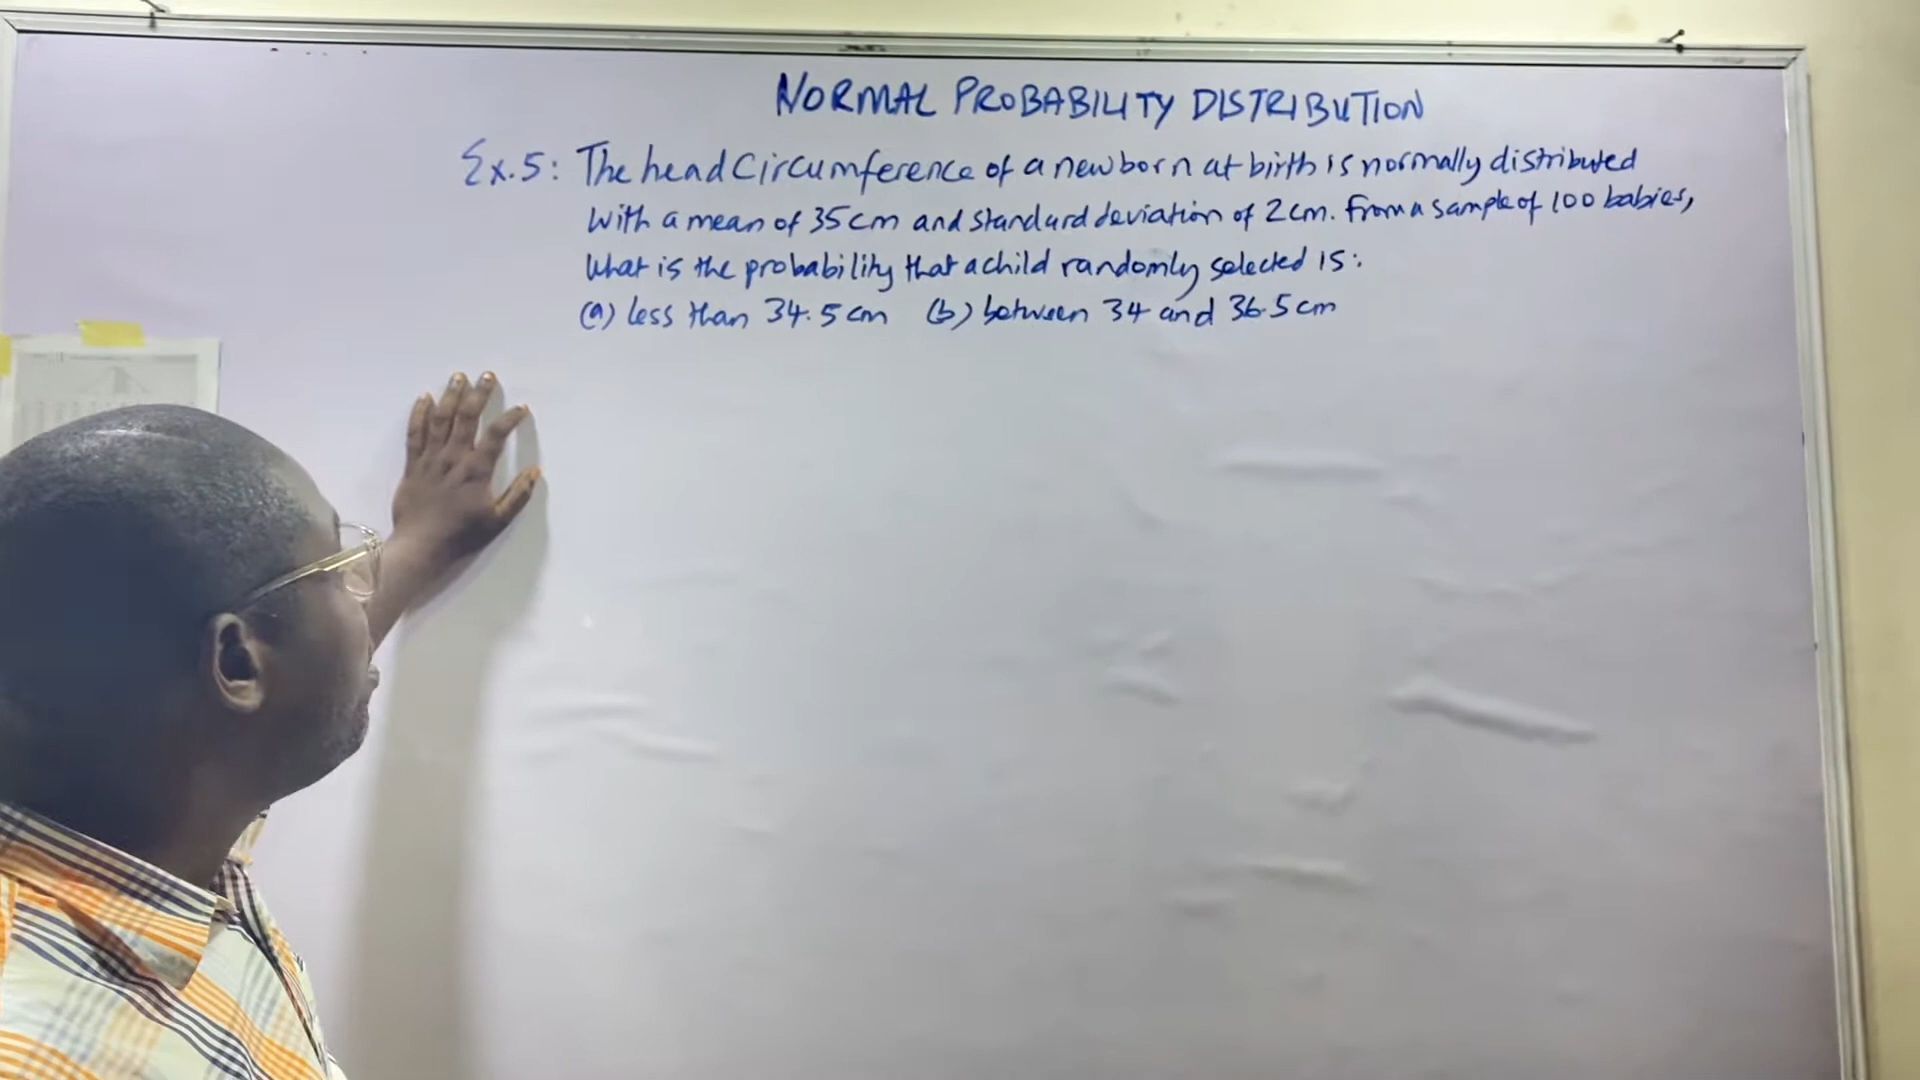 NORMAL PROBABILITY DISTRIBUTION
Ex.5: The head Circumference of a newborn at birth is normally distributed
With a mean of 35cm and standard deviation of 2cm. From a sample of 100 babies,
What is the probability that a child randomly selected is:
(a) less than 34.5cm (b) between 34 and 36.5cm